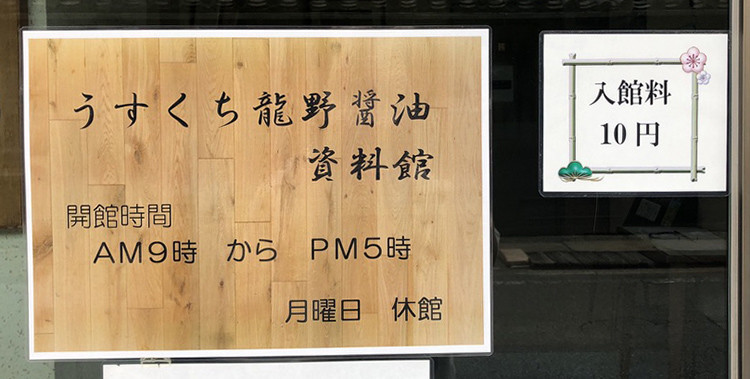 うすくち龍野醤油
資料館
開館時間
AM9時 から PM5時
月曜日 休館
入館料
10円